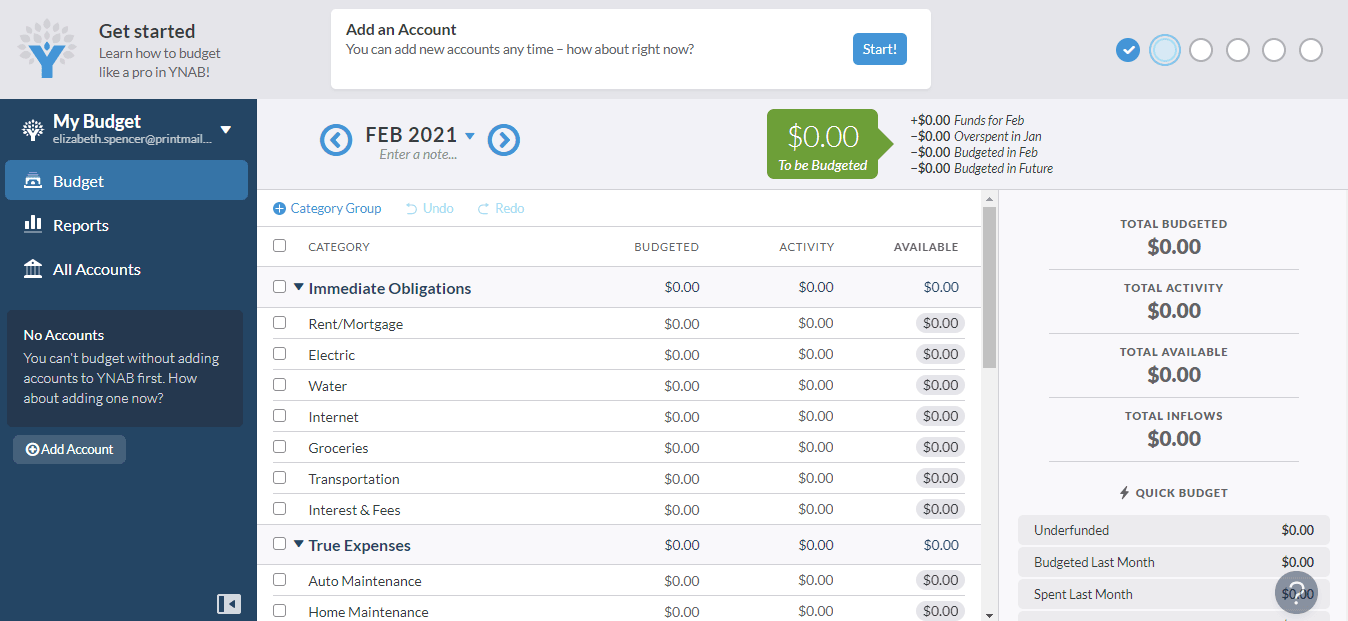 Get started
Learn how to budget
like a pro in YNAB!
Add an Account
You can add new accounts any time – how about right now?
Start!
My Budget
elizabeth.spencer@printmail...
Budget
Reports
All Accounts
No Accounts
You can't budget without adding
accounts to YNAB first. How
about adding one now?
Add Account
FEB 2021
Enter a note...
$0.00
To be Budgeted
+$0.00 Funds for Feb
–$0.00 Overspent in Jan
–$0.00 Budgeted in Feb
–$0.00 Budgeted in Future
Category Group Undo Redo
CATEGORY BUDGETED ACTIVITY AVAILABLE
Immediate Obligations $0.00 $0.00 $0.00
Rent/Mortgage $0.00 $0.00 $0.00
Electric $0.00 $0.00 $0.00
Water $0.00 $0.00 $0.00
Internet $0.00 $0.00 $0.00
Groceries $0.00 $0.00 $0.00
Transportation $0.00 $0.00 $0.00
Interest & Fees $0.00 $0.00 $0.00
True Expenses $0.00 $0.00 $0.00
Auto Maintenance $0.00 $0.00 $0.00
Home Maintenance $0.00 $0.00 $0.00
TOTAL BUDGETED
$0.00
TOTAL ACTIVITY
$0.00
TOTAL AVAILABLE
$0.00
TOTAL INFLOWS
$0.00
QUICK BUDGET
Underfunded $0.00
Budgeted Last Month $0.00
Spent Last Month $0.00
?